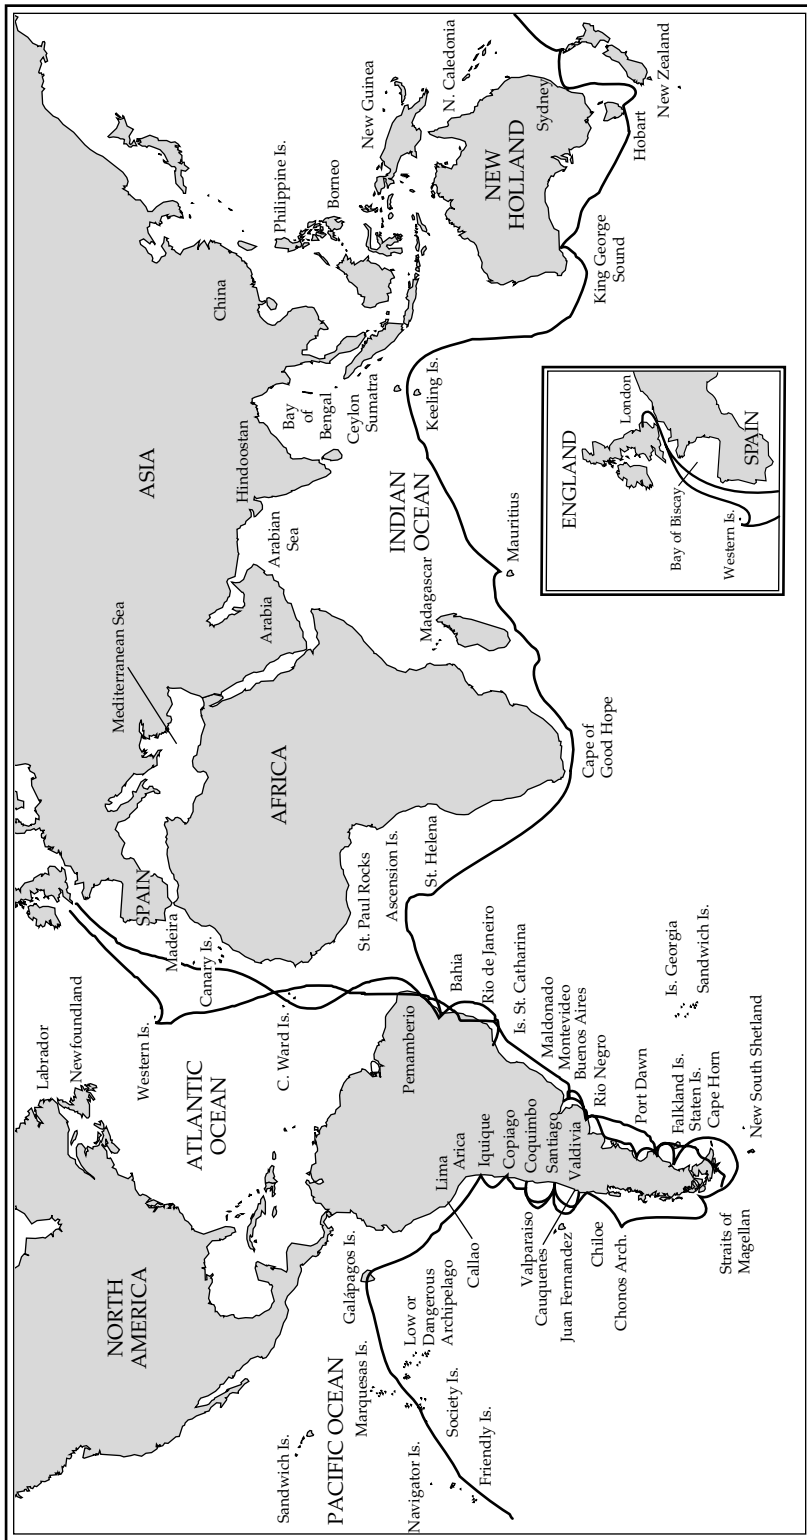 NORTH
AMERICA
Labrador
Newfoundland
ATLANTIC
OCEAN
Western Is.
Madeira
Canary Is.
C. Ward Is.
SPAIN
Mediterranean Sea
ASIA
AFRICA
Arabia
Arabian
Sea
Hindoostan
Bay
of
Bengal
Ceylon
Sumatra
China
Philippine Is.
Borneo
New Guinea
N. Caledonia
NEW
HOLLAND
Sydney
Hobart
New Zealand
King George
Sound
Keeling Is.
INDIAN
OCEAN
Madagascar
Mauritius
Cape of
Good Hope
St. Paul Rocks
Ascension Is.
St. Helena
Pernamberio
Bahia
Rio de Janeiro
Is. St. Catharina
Maldonado
Montevideo
Buenos Aires
Rio Negro
Port Dawn
Falkland Is.
Staten Is.
Cape Horn
Is. Georgia
Sandwich Is.
New South Shetland
Straits of
Magellan
Chonos Arch.
Chiloe
Juan Fernandez
Cauquenes
Valparaiso
Valdivia
Santiago
Coquimbo
Copiago
Iquique
Arica
Lima
Callao
Galápagos Is.
PACIFIC OCEAN
Sandwich Is.
Marquesas Is.
Low or
Dangerous
Archipelago
Society Is.
Navigator Is.
Friendly Is.
ENGLAND
London
Bay of Biscay
Western Is.
SPAIN